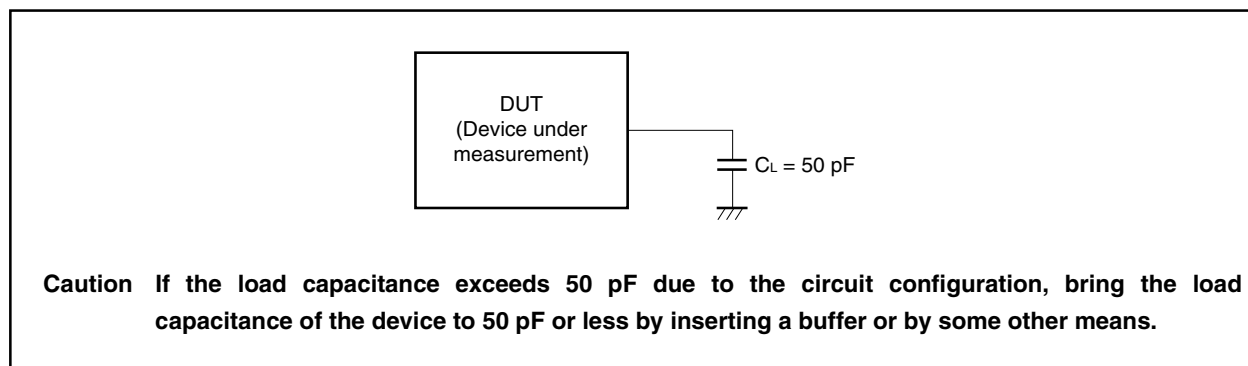 DUT
(Device under
measurement)
CL = 50 pF
Caution If the load capacitance exceeds 50 pF due to the circuit configuration, bring the load
capacitance of the device to 50 pF or less by inserting a buffer or by some other means.